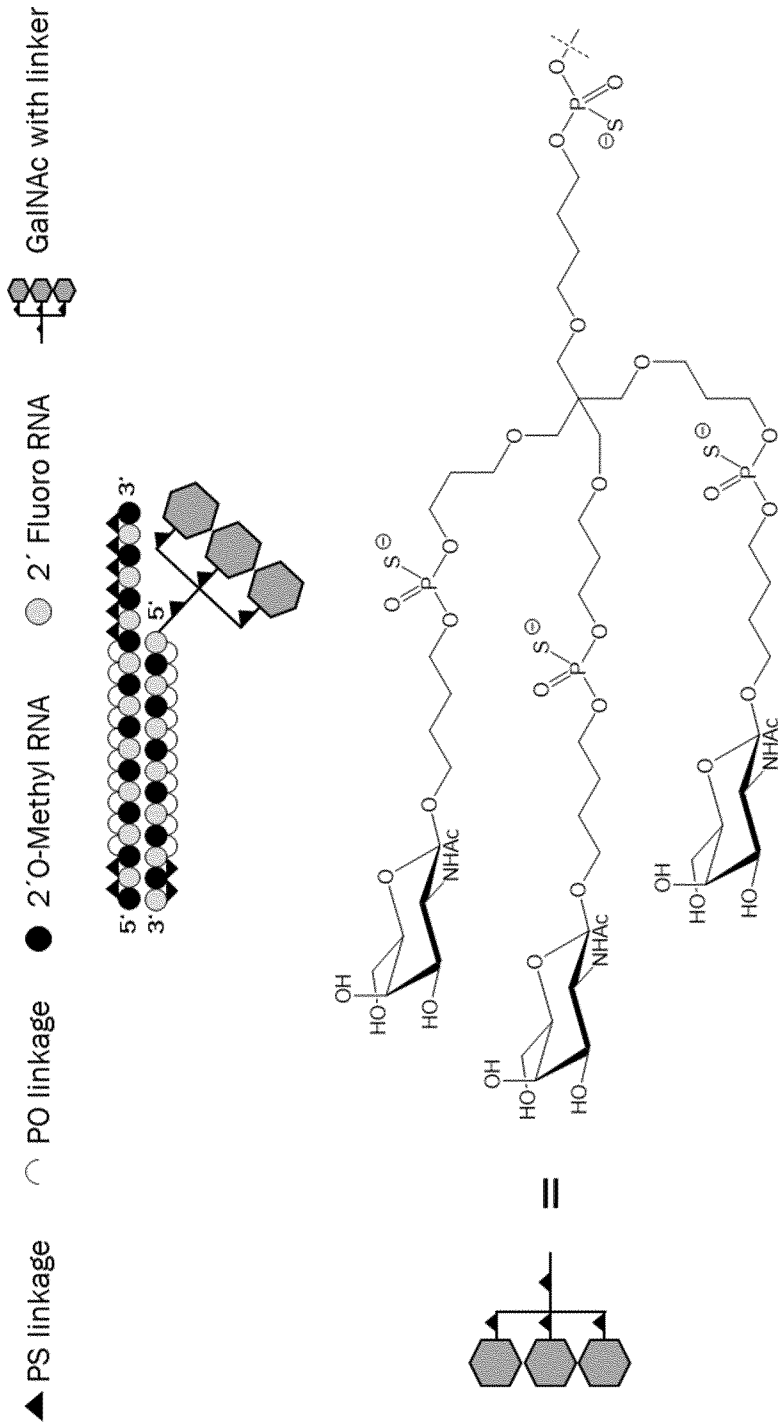 PS linkage PO linkage 2´O-Methyl RNA 2´ Fluoro RNA GalNAc with linker
5' 3'
3' 5'
OH
HO
HO
O
NHAc
O
O
O
P
S
⊖
O
O
=
OH
HO
HO
O
NHAc
O
O
O
P
S
⊖
O
O
O
O
P
O
S
⊖
O
OH
HO
HO
O
NHAc
O
O
O
P
S
⊖
O
O